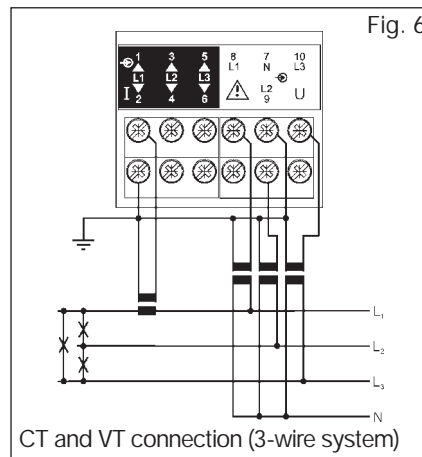 Fig. 6
1 3 5 8 7 10
L1 N L3
L1 L2 L3
I 2 4 6 L2 9 U
L1
L2
L3
N
CT and VT connection (3-wire system)